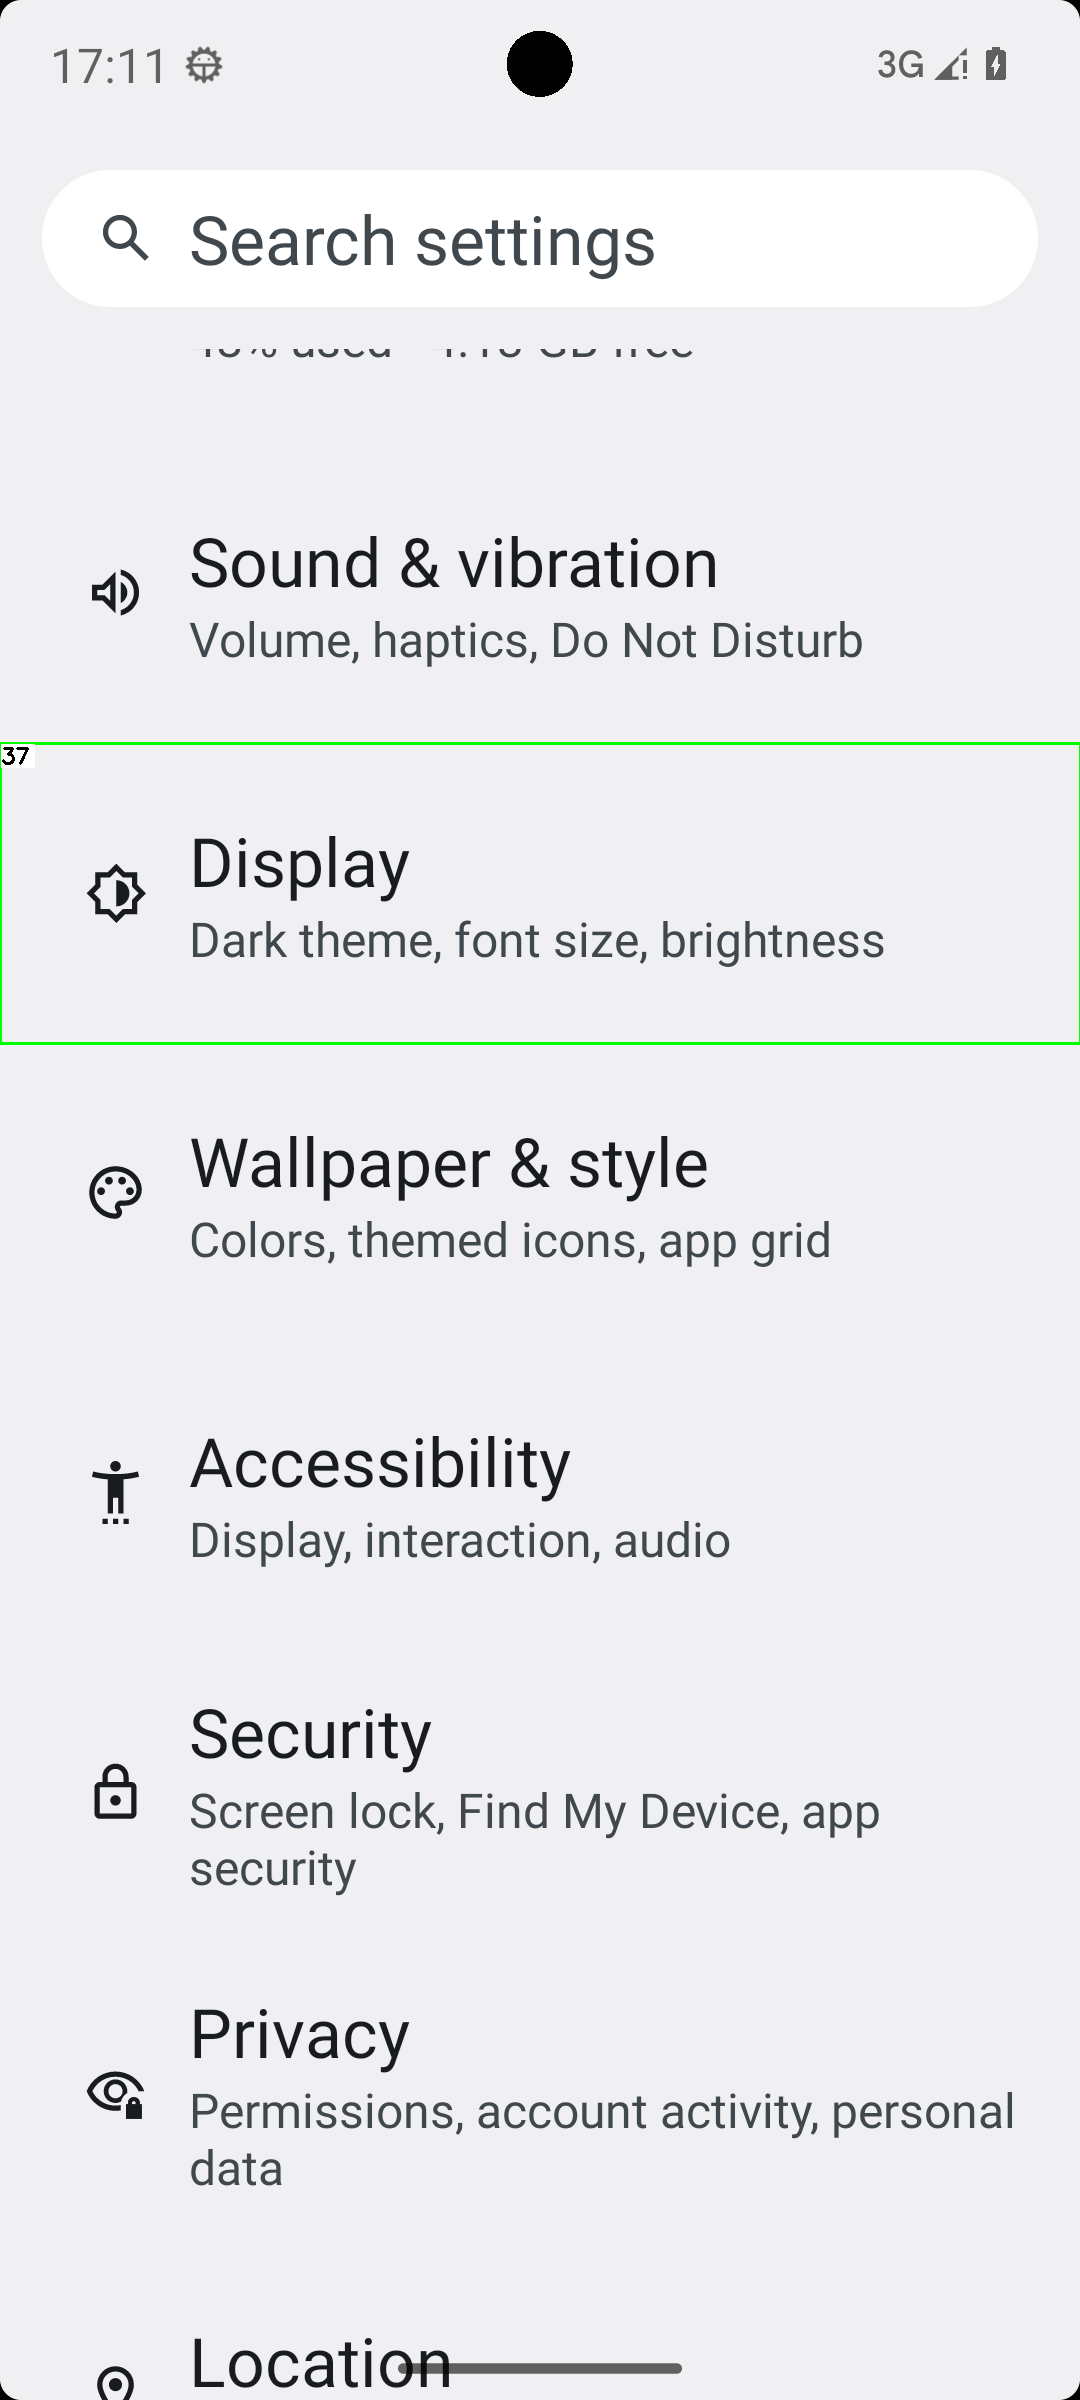 17:11
3G
Search settings
Sound & vibration
Volume, haptics, Do Not Disturb
37
Display
Dark theme, font size, brightness
Wallpaper & style
Colors, themed icons, app grid
Accessibility
Display, interaction, audio
Security
Screen lock, Find My Device, app
security
Privacy
Permissions, account activity, personal
data
Location